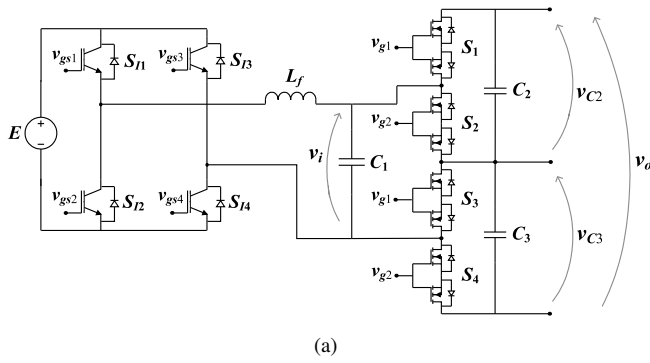 v_gs1
S_I1
v_gs3
S_I3
L_f
v_g1
S_1
E
v_g2
S_2
C_2
v_C2
v_i
C_1
v_o
v_gs2
S_I2
v_gs4
S_I4
v_g1
S_3
C_3
v_C3
v_g2
S_4
(a)